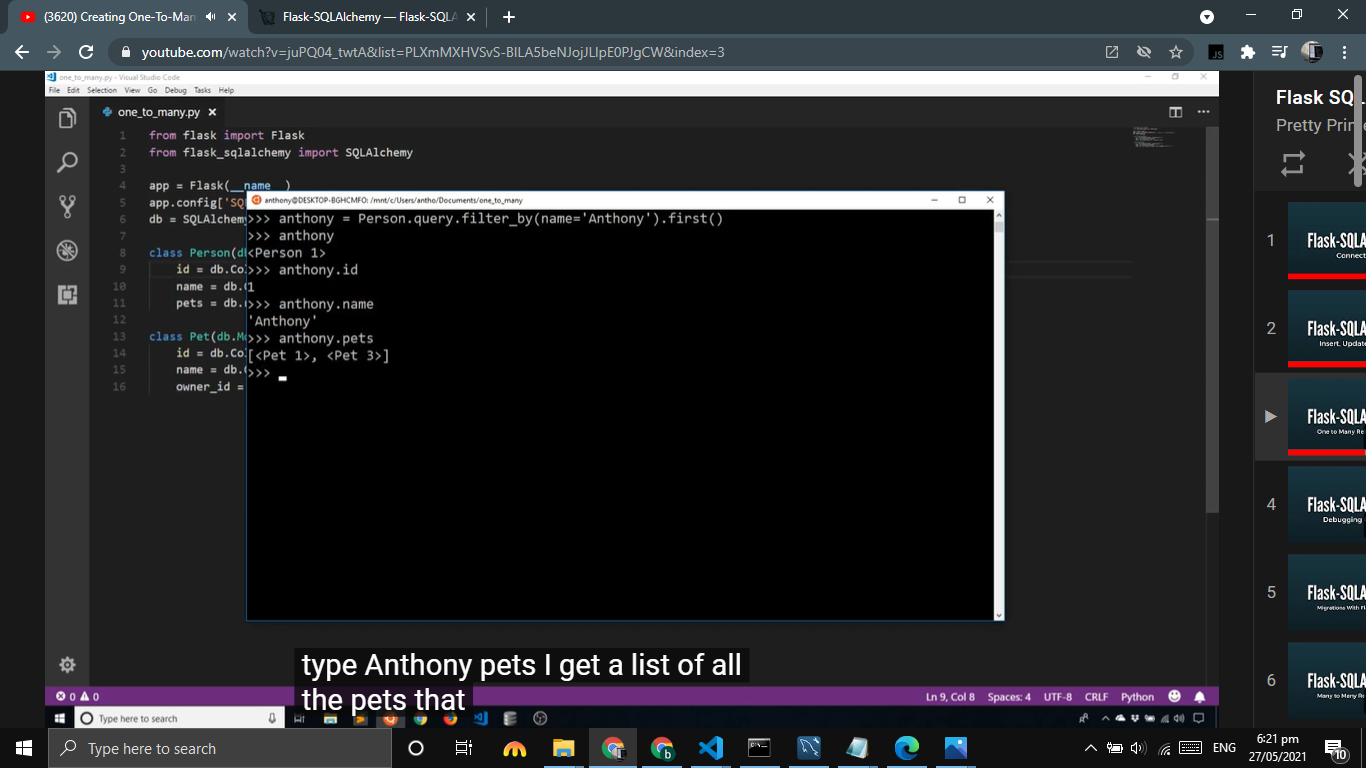 (3620) Creating One-To-Man
Flask-SQLAlchemy — Flask-SQLA
youtube.com/watch?v=juPQ04_twtA&list=PLXmMXHVSvS-BlLA5beNJojJLlpE0PJgCW&index=3
JS
one_to_many.py - Visual Studio Code
File Edit Selection View Go Debug Tasks Help
one_to_many.py
1 from flask import Flask
2 from flask_sqlalchemy import SQLAlchemy
3
4 app = Flask(__name__)
5 app.config['SQ
6 db = SQLAlchemy
7
8 class Person(db
9 id = db.Col
10 name = db.C
11 pets = db.
12
13 class Pet(db.Mo
14 id = db.Col
15 name = db.C
16 owner_id =
anthony@DESKTOP-BGHCMFO: /mnt/c/Users/antho/Documents/one_to_many
>>> anthony = Person.query.filter_by(name='Anthony').first()
>>> anthony
<Person 1>
>>> anthony.id
1
>>> anthony.name
'Anthony'
>>> anthony.pets
[<Pet 1>, <Pet 3>]
>>>
type Anthony pets I get a list of all
the pets that
0 0
Ln 9, Col 8 Spaces: 4 UTF-8 CRLF Python
Type here to search
Flask SQL
Pretty Prin
1 Flask-SQLA
Connect
2 Flask-SQLA
Insert, Update
Flask-SQLA
One to Many Re
4 Flask-SQLA
Debugging
5 Flask-SQLA
Migrations With Fl
6 Flask-SQLA
Many to Many Re
Type here to search
b
ENG
6:21 pm
27/05/2021
10